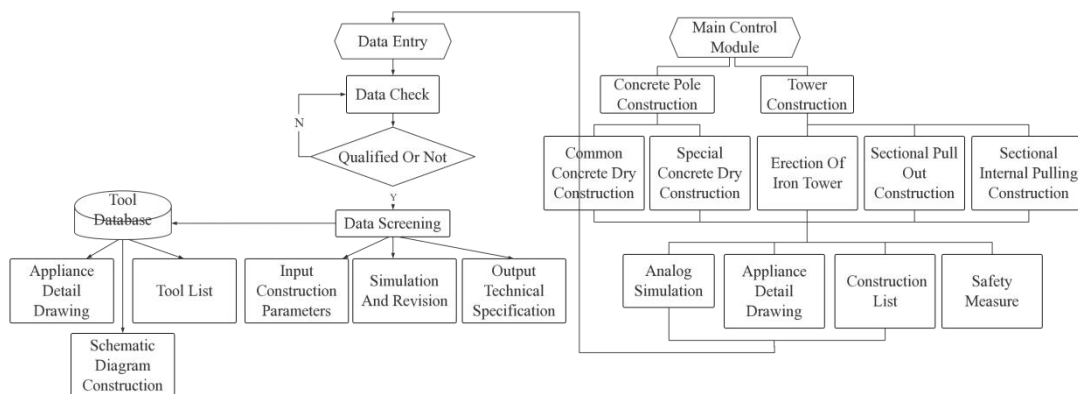 Data Entry
Data Check
N
Qualified Or Not
Y
Data Screening
Tool
Database
Appliance
Detail
Drawing
Tool List
Schematic
Diagram
Construction
Input
Construction
Parameters
Simulation
And Revision
Output
Technical
Specification
Main Control
Module
Concrete Pole
Construction
Tower
Construction
Common
Concrete Dry
Construction
Special
Concrete Dry
Construction
Erection Of
Iron Tower
Sectional Pull
Out
Construction
Sectional
Internal Pulling
Construction
Analog
Simulation
Appliance
Detail
Drawing
Construction
List
Safety
Measure